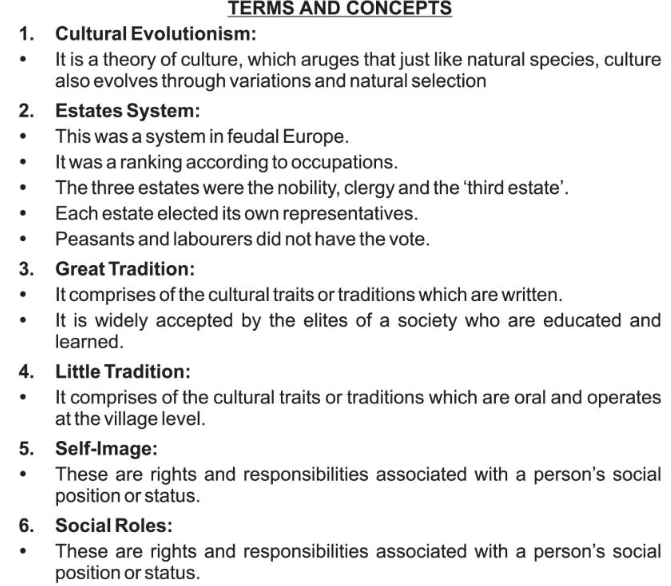 TERMS AND CONCEPTS
1. Cultural Evolutionism:
• It is a theory of culture, which aruges that just like natural species, culture
also evolves through variations and natural selection
2. Estates System:
• This was a system in feudal Europe.
• It was a ranking according to occupations.
• The three estates were the nobility, clergy and the ‘third estate’.
• Each estate elected its own representatives.
• Peasants and labourers did not have the vote.
3. Great Tradition:
• It comprises of the cultural traits or traditions which are written.
• It is widely accepted by the elites of a society who are educated and
learned.
4. Little Tradition:
• It comprises of the cultural traits or traditions which are oral and operates
at the village level.
5. Self-Image:
• These are rights and responsibilities associated with a person’s social
position or status.
6. Social Roles:
• These are rights and responsibilities associated with a person’s social
position or status.